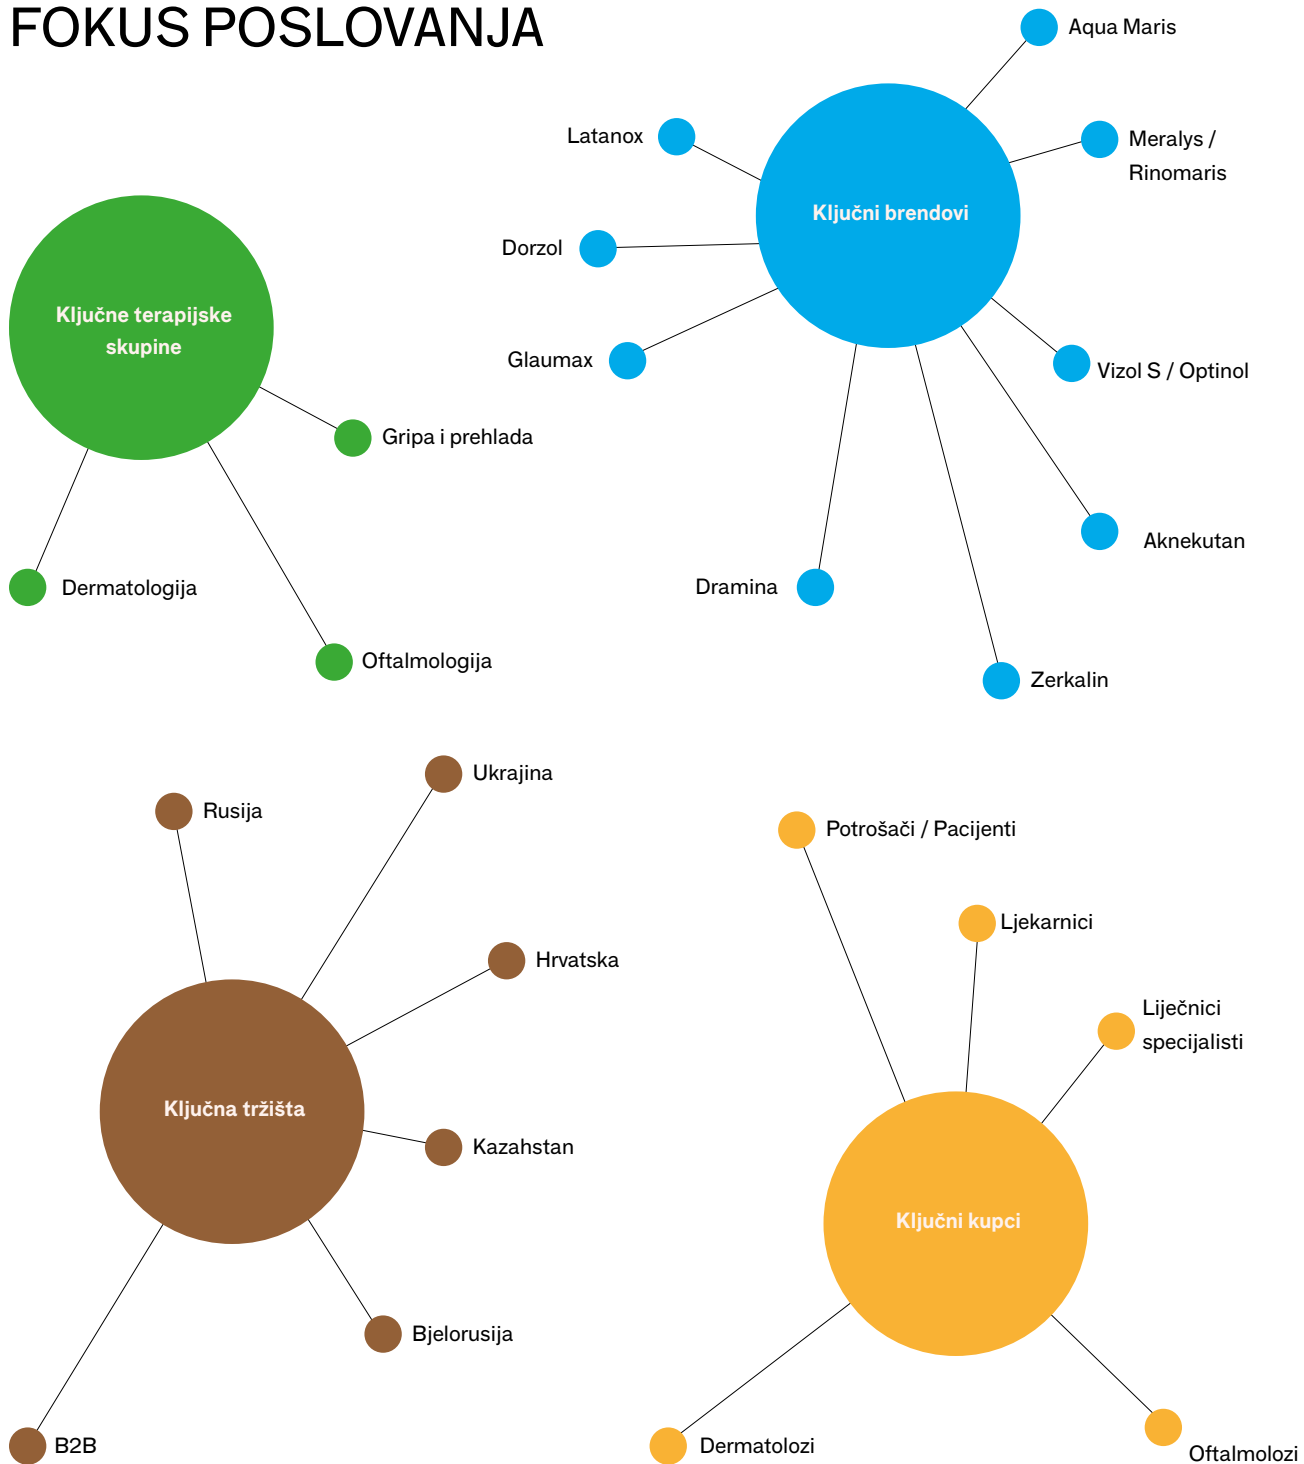 FOKUS POSLOVANJA
Ključne terapijske
skupine
Gripa i prehlada
Dermatologija
Oftalmologija
Ključni brendovi
Aqua Maris
Meralys /
Rinomaris
Latanox
Dorzol
Glaumax
Vizol S / Optinol
Aknekutan
Dramina
Zerkalin
Ključna tržišta
Rusija
Ukrajina
Hrvatska
Kazahstan
Bjelorusija
B2B
Ključni kupci
Potrošači / Pacijenti
Ljekarnici
Liječnici
specijalisti
Dermatolozi
Oftalmolozi